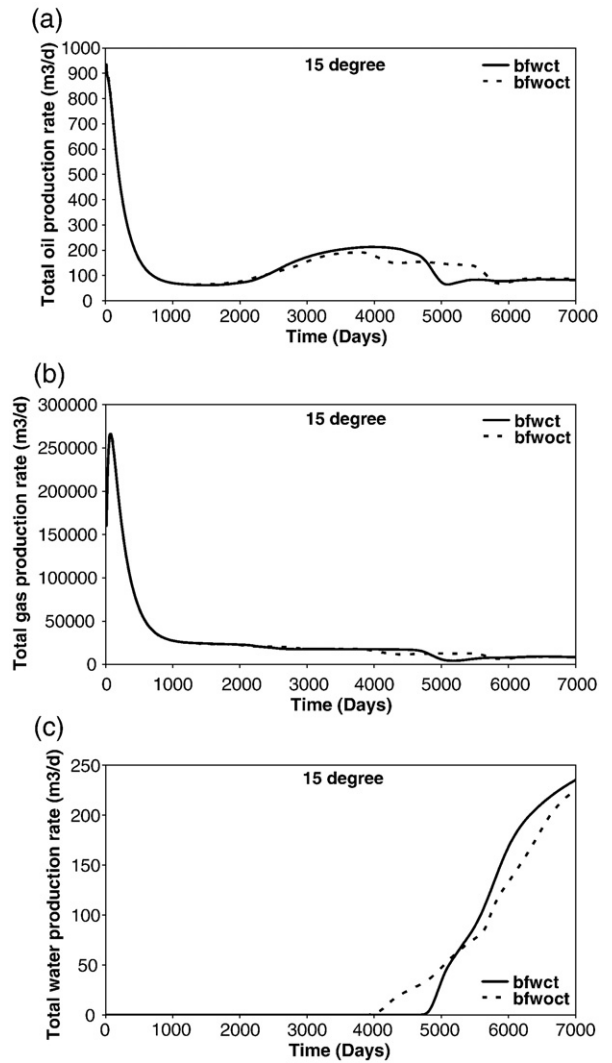 (a)
Total oil production rate (m3/d)
1000
900
800
700
600
500
400
300
200
100
0
15 degree
bfwct
bfwoct
0 1000 2000 3000 4000 5000 6000 7000
Time (Days)
(b)
Total gas production rate (m3/d)
300000
250000
200000
150000
100000
50000
0
15 degree
bfwct
bfwoct
0 1000 2000 3000 4000 5000 6000 7000
Time (Days)
(c)
Total water production rate (m3/d)
250
200
150
100
50
0
15 degree
bfwct
bfwoct
0 1000 2000 3000 4000 5000 6000 7000
Time (Days)